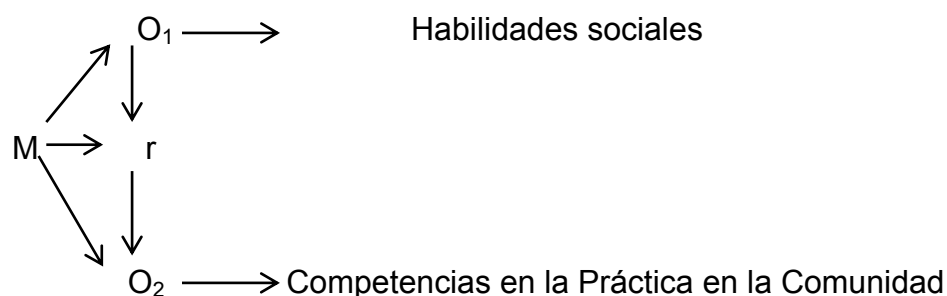 O₁ Habilidades sociales
M r
O₂ Competencias en la Práctica en la Comunidad